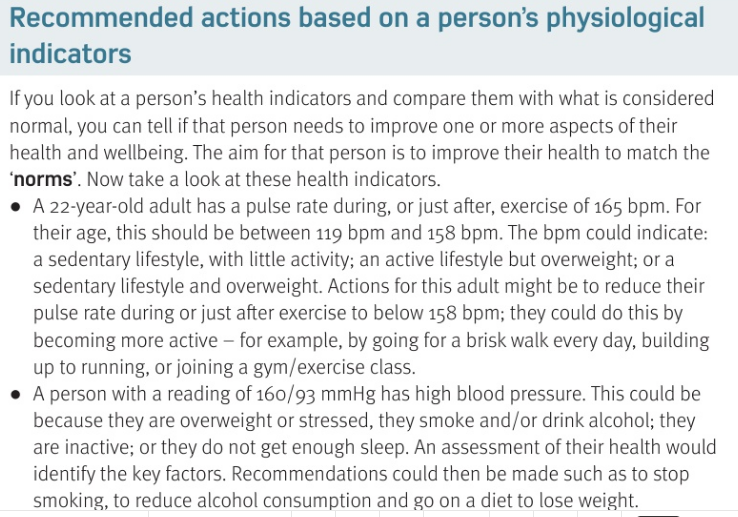 Recommended actions based on a person’s physiological
indicators
If you look at a person’s health indicators and compare them with what is considered
normal, you can tell if that person needs to improve one or more aspects of their
health and wellbeing. The aim for that person is to improve their health to match the
‘norms’. Now take a look at these health indicators.
● A 22-year-old adult has a pulse rate during, or just after, exercise of 165 bpm. For
their age, this should be between 119 bpm and 158 bpm. The bpm could indicate:
a sedentary lifestyle, with little activity; an active lifestyle but overweight; or a
sedentary lifestyle and overweight. Actions for this adult might be to reduce their
pulse rate during or just after exercise to below 158 bpm; they could do this by
becoming more active – for example, by going for a brisk walk every day, building
up to running, or joining a gym/exercise class.
● A person with a reading of 160/93 mmHg has high blood pressure. This could be
because they are overweight or stressed, they smoke and/or drink alcohol; they
are inactive; or they do not get enough sleep. An assessment of their health would
identify the key factors. Recommendations could then be made such as to stop
smoking, to reduce alcohol consumption and go on a diet to lose weight.